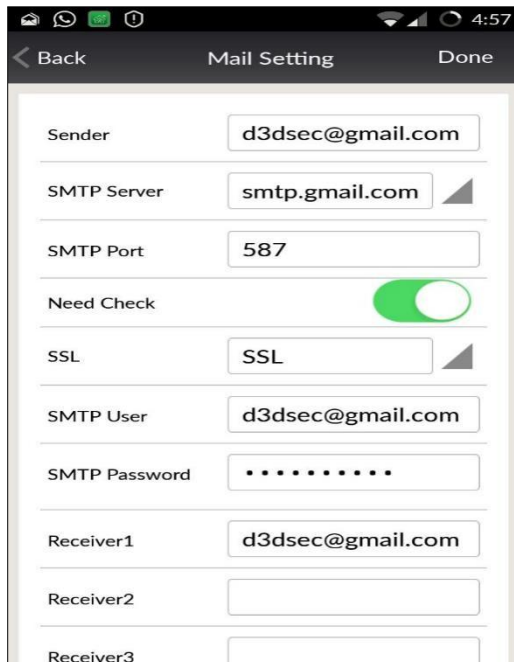 4:57
Back Mail Setting Done
Sender d3dsec@gmail.com
SMTP Server smtp.gmail.com
SMTP Port 587
Need Check
SSL SSL
SMTP User d3dsec@gmail.com
SMTP Password ••••••••••
Receiver1 d3dsec@gmail.com
Receiver2
Receiver3